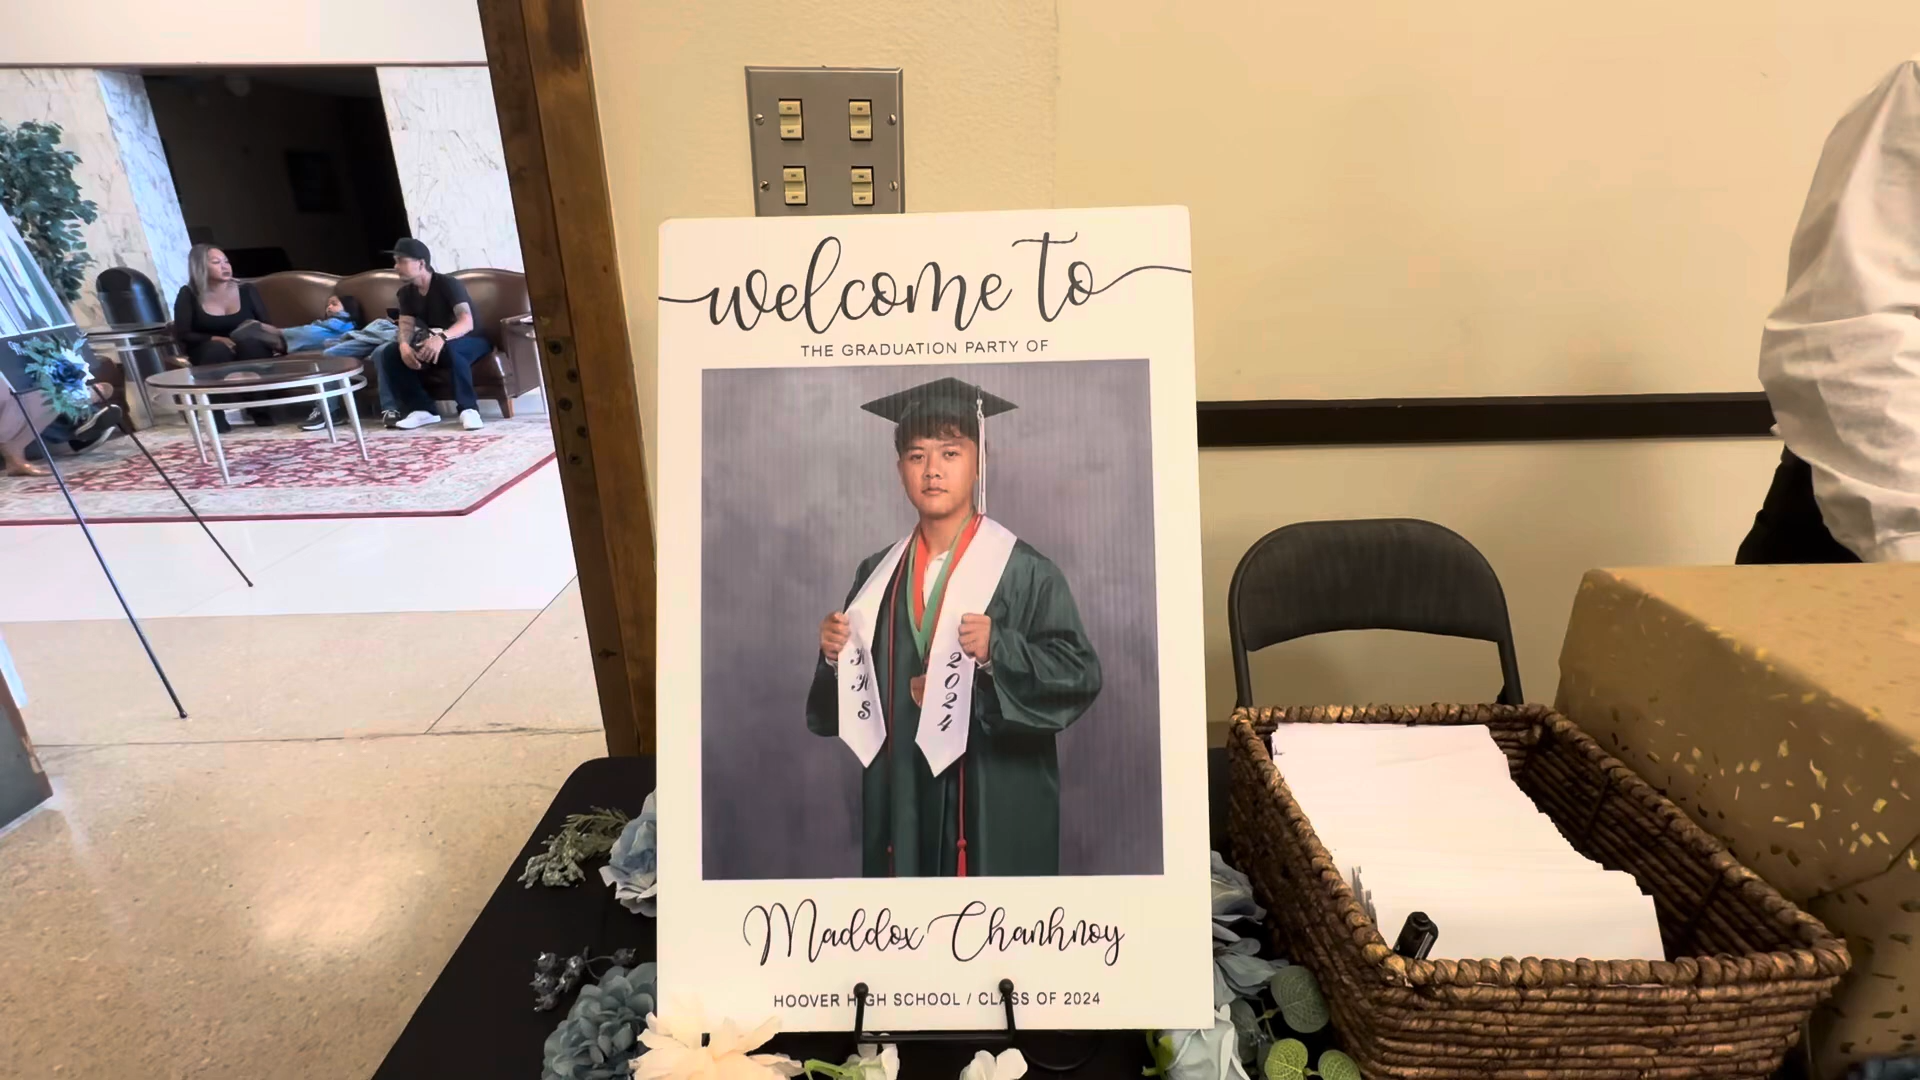 welcome to
THE GRADUATION PARTY OF
HHS
2024
Maddox Chanhnoy
HOOVER HIGH SCHOOL / CLASS OF 2024